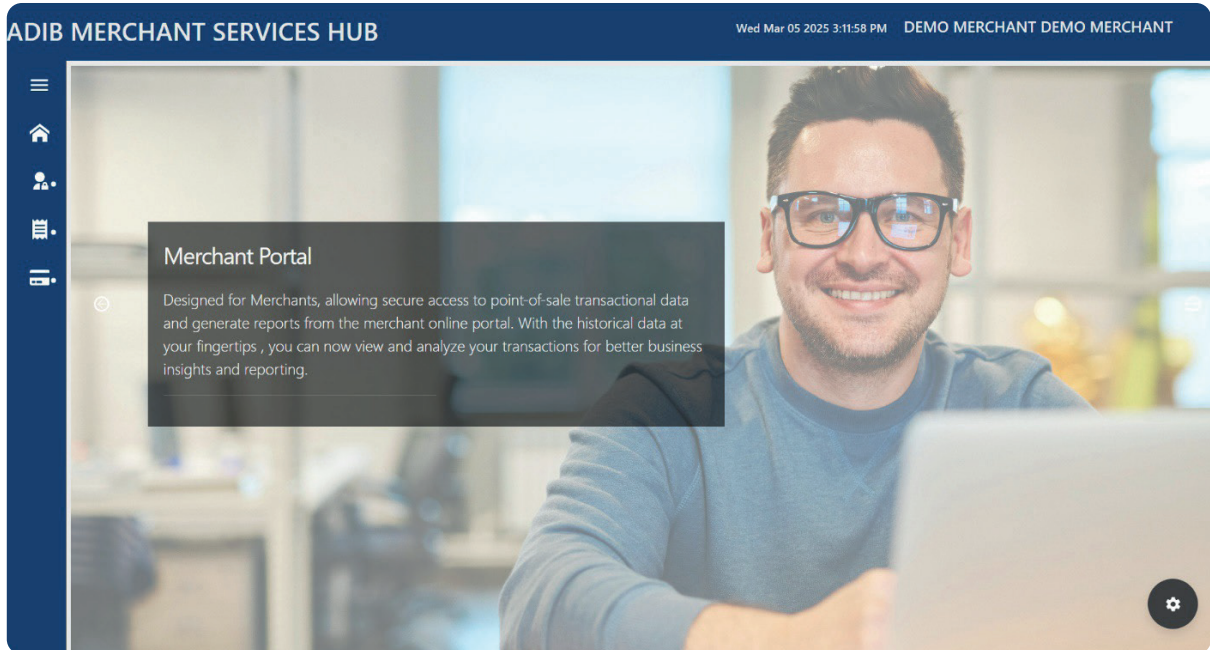 ADIB MERCHANT SERVICES HUB
Wed Mar 05 2025 3:11:58 PM DEMO MERCHANT DEMO MERCHANT
Merchant Portal
Designed for Merchants, allowing secure access to point-of-sale transactional data
and generate reports from the merchant online portal. With the historical data at
your fingertips , you can now view and analyze your transactions for better business
insights and reporting.